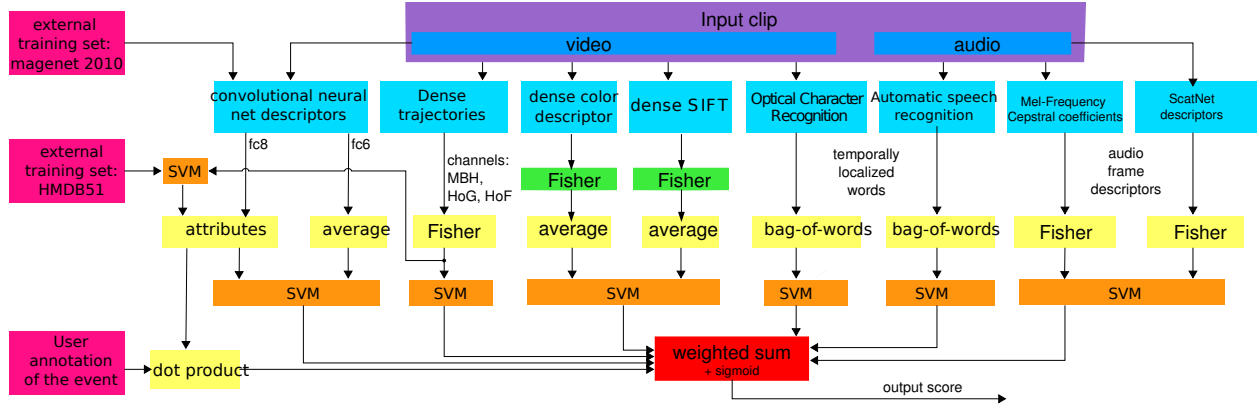 external
training set:
magenet 2010
Input clip
video
audio
convolutional neural
net descriptors
Dense
trajectories
dense color
descriptor
dense SIFT
Optical Character
Recognition
Automatic speech
recognition
Mel-Frequency
Cepstral coefficients
ScatNet
descriptors
external
training set:
HMDB51
SVM
fc8
fc6
channels:
MBH,
HoG, HoF
Fisher
Fisher
temporally
localized
words
audio
frame
descriptors
attributes
average
Fisher
average
average
bag-of-words
bag-of-words
Fisher
Fisher
SVM
SVM
SVM
SVM
SVM
SVM
User
annotation
of the event
dot product
weighted sum
+ sigmoid
output score